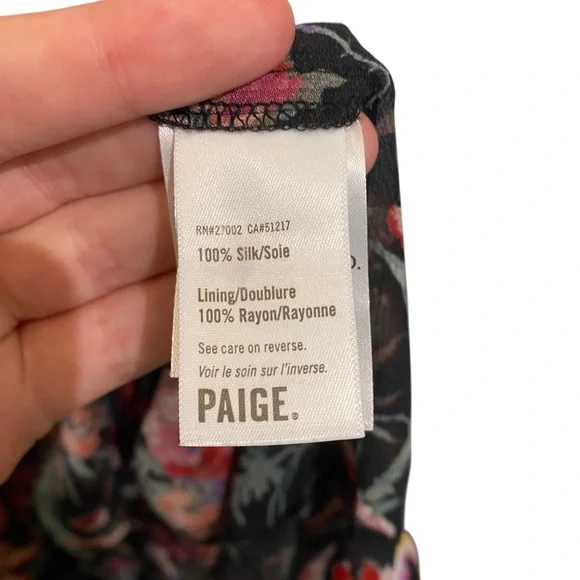 RN#27002 CA#51217
100% Silk/Soie
Lining/Doublure
100% Rayon/Rayonne
See care on reverse.
Voir le soin sur l'inverse.
PAIGE®